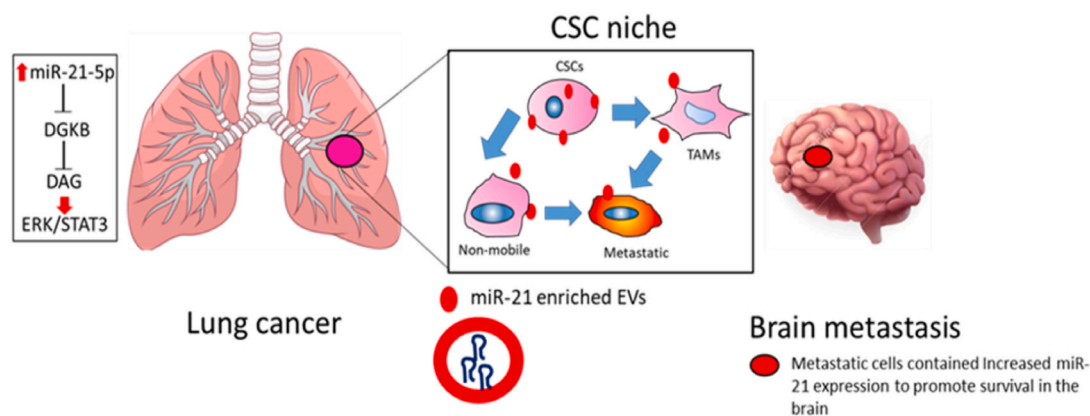 CSC niche
miR-21-5p
DGKB
DAG
ERK/STAT3
CSCs
TAMs
Non-mobile
Metastatic
miR-21 enriched EVs
Lung cancer
Brain metastasis
Metastatic cells contained Increased miR-
21 expression to promote survival in the
brain